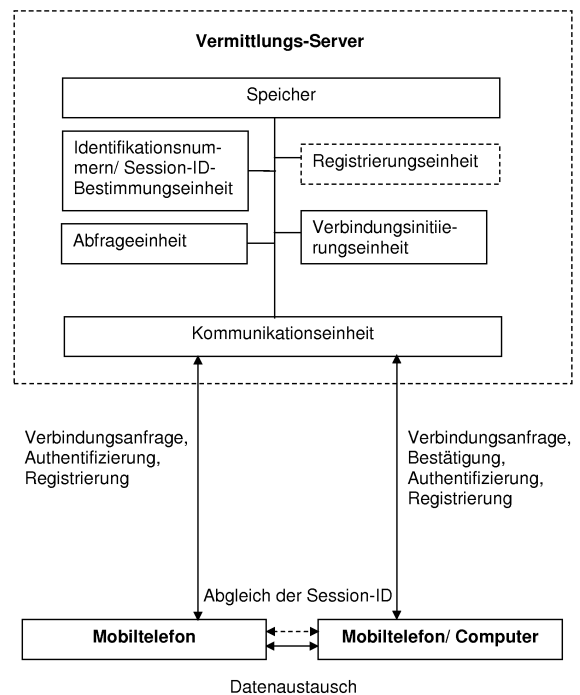 Vermittlungs-Server
Speicher
Identifikationsnum-
mern/ Session-ID-
Bestimmungseinheit
Registrierungseinheit
Abfrageeinheit
Verbindungsinitiie-
rungseinheit
Kommunikationseinheit
Verbindungsanfrage,
Authentifizierung,
Registrierung
Verbindungsanfrage,
Bestätigung,
Authentifizierung,
Registrierung
Abgleich der Session-ID
Mobiltelefon
Mobiltelefon/ Computer
Datenaustausch